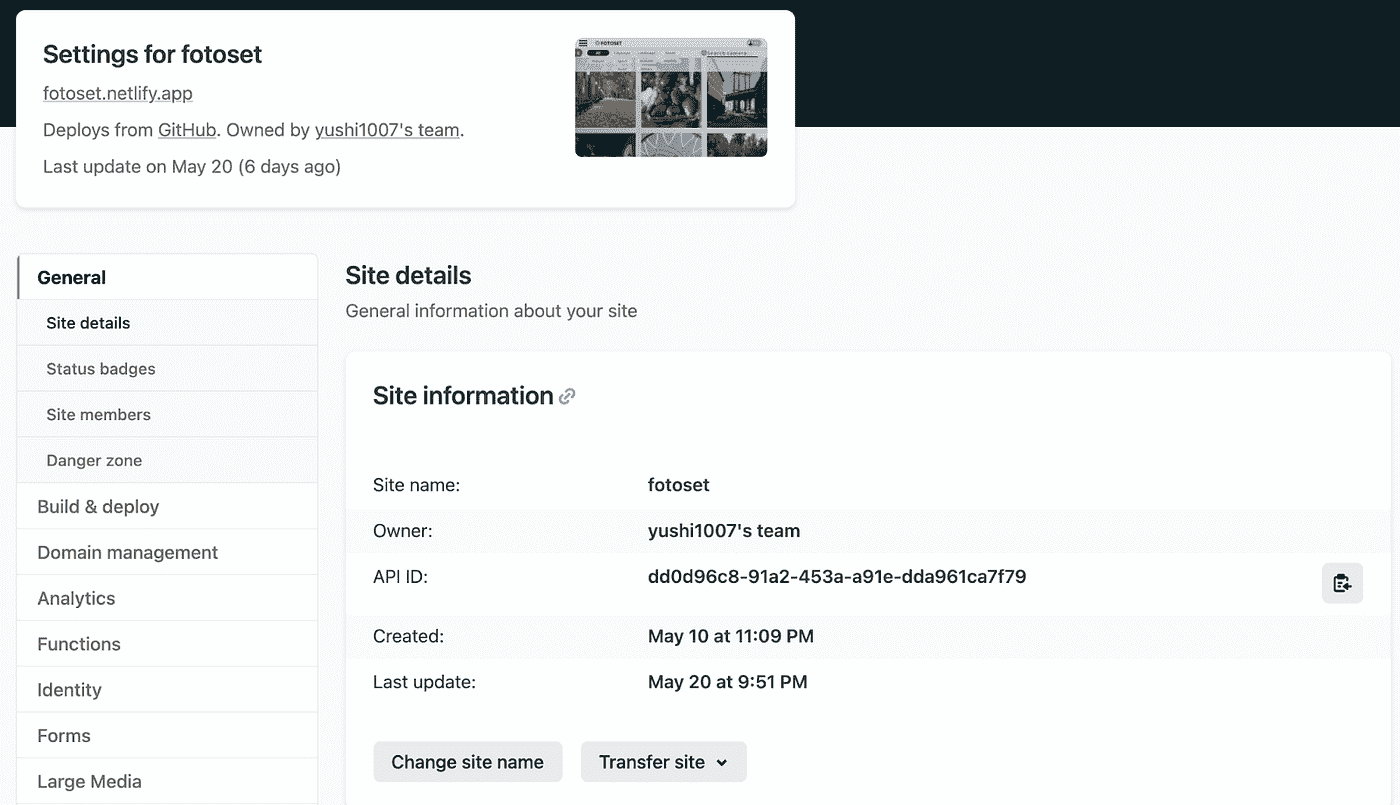 Settings for fotoset
fotoset.netlify.app
Deploys from GitHub. Owned by yushi1007's team.
Last update on May 20 (6 days ago)
FOTOSET
General
Site details
Status badges
Site members
Danger zone
Build & deploy
Domain management
Analytics
Functions
Identity
Forms
Large Media
Site details
General information about your site
Site information
Site name: fotoset
Owner: yushi1007's team
API ID: dd0d96c8-91a2-453a-a91e-dda961ca7f79
Created: May 10 at 11:09 PM
Last update: May 20 at 9:51 PM
Change site name
Transfer site